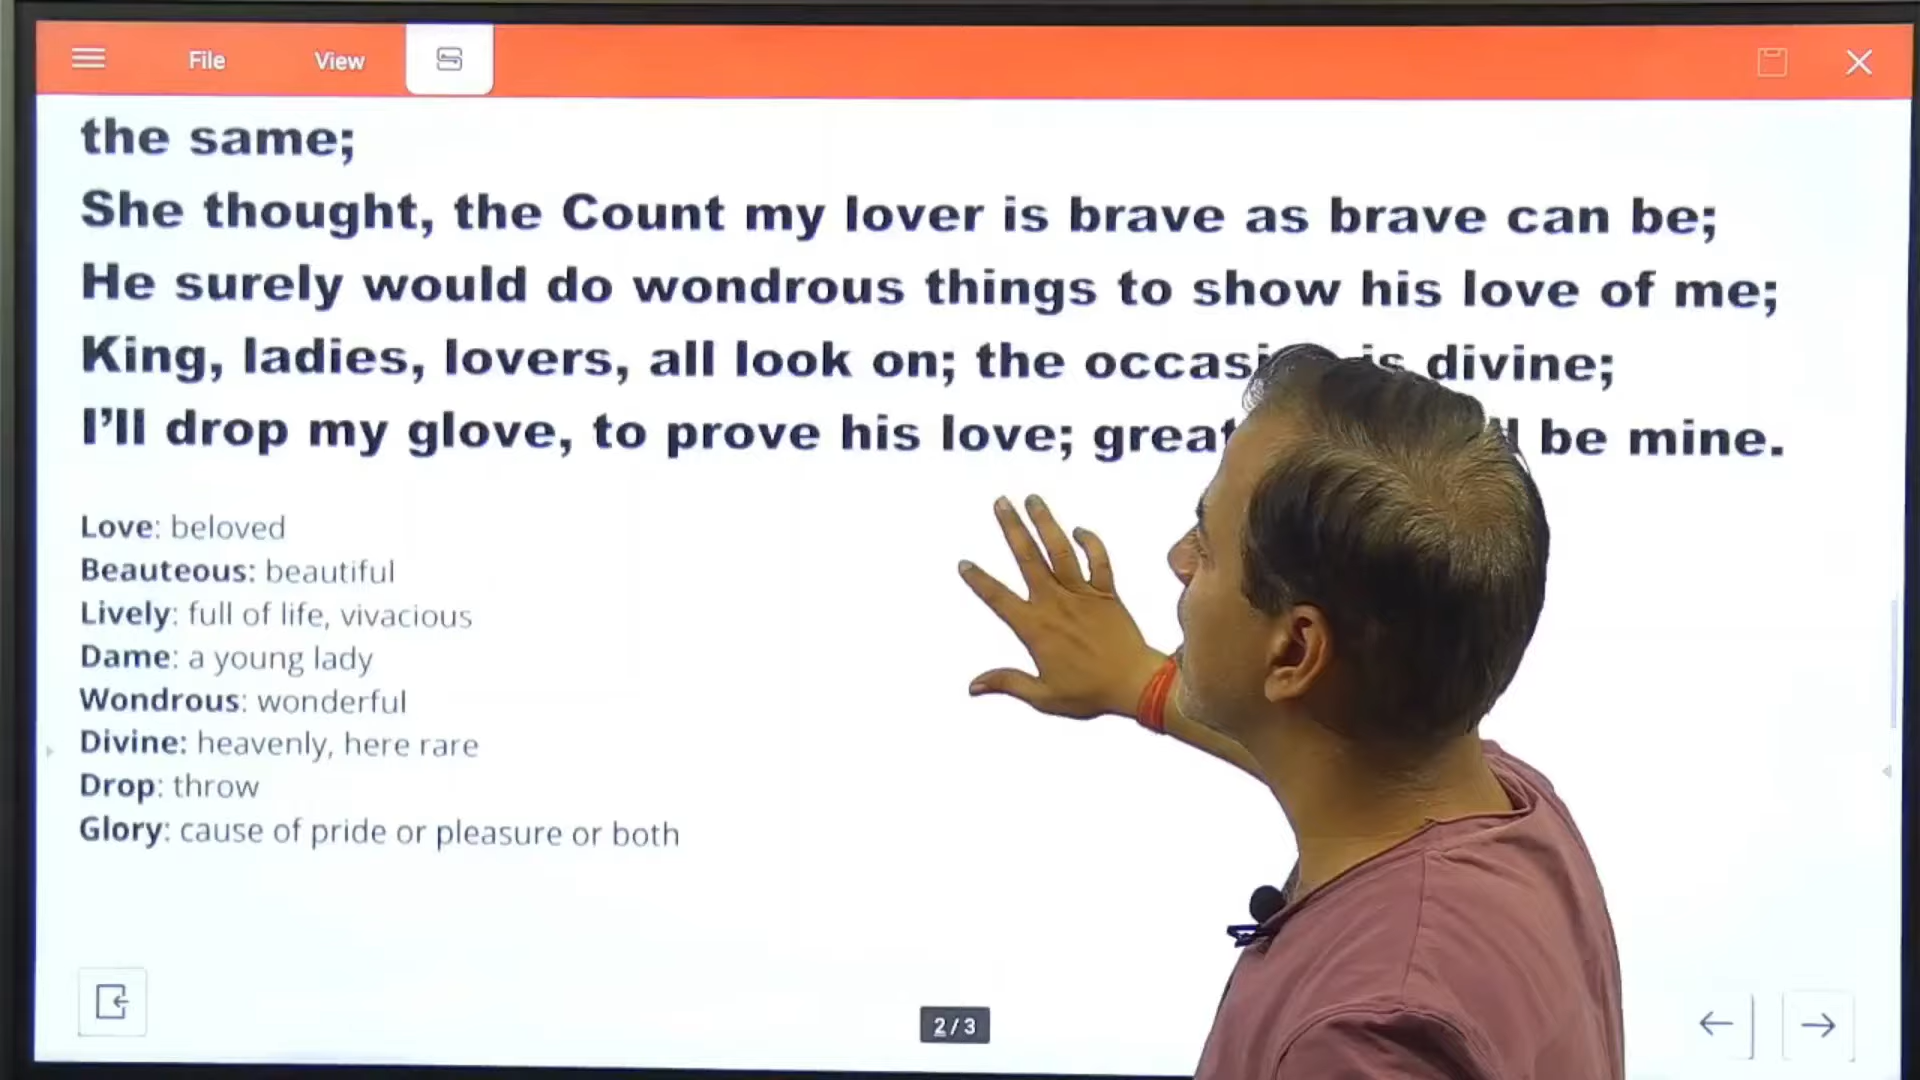 File View
the same;
She thought, the Count my lover is brave as brave can be;
He surely would do wondrous things to show his love of me;
King, ladies, lovers, all look on; the is divine;
I’ll drop my glove, to prove his love; be mine.
Love: beloved
Beauteous: beautiful
Lively: full of life, vivacious
Dame: a young lady
Wondrous: wonderful
Divine: heavenly, here rare
Drop: throw
Glory: cause of pride or pleasure or both
2/3